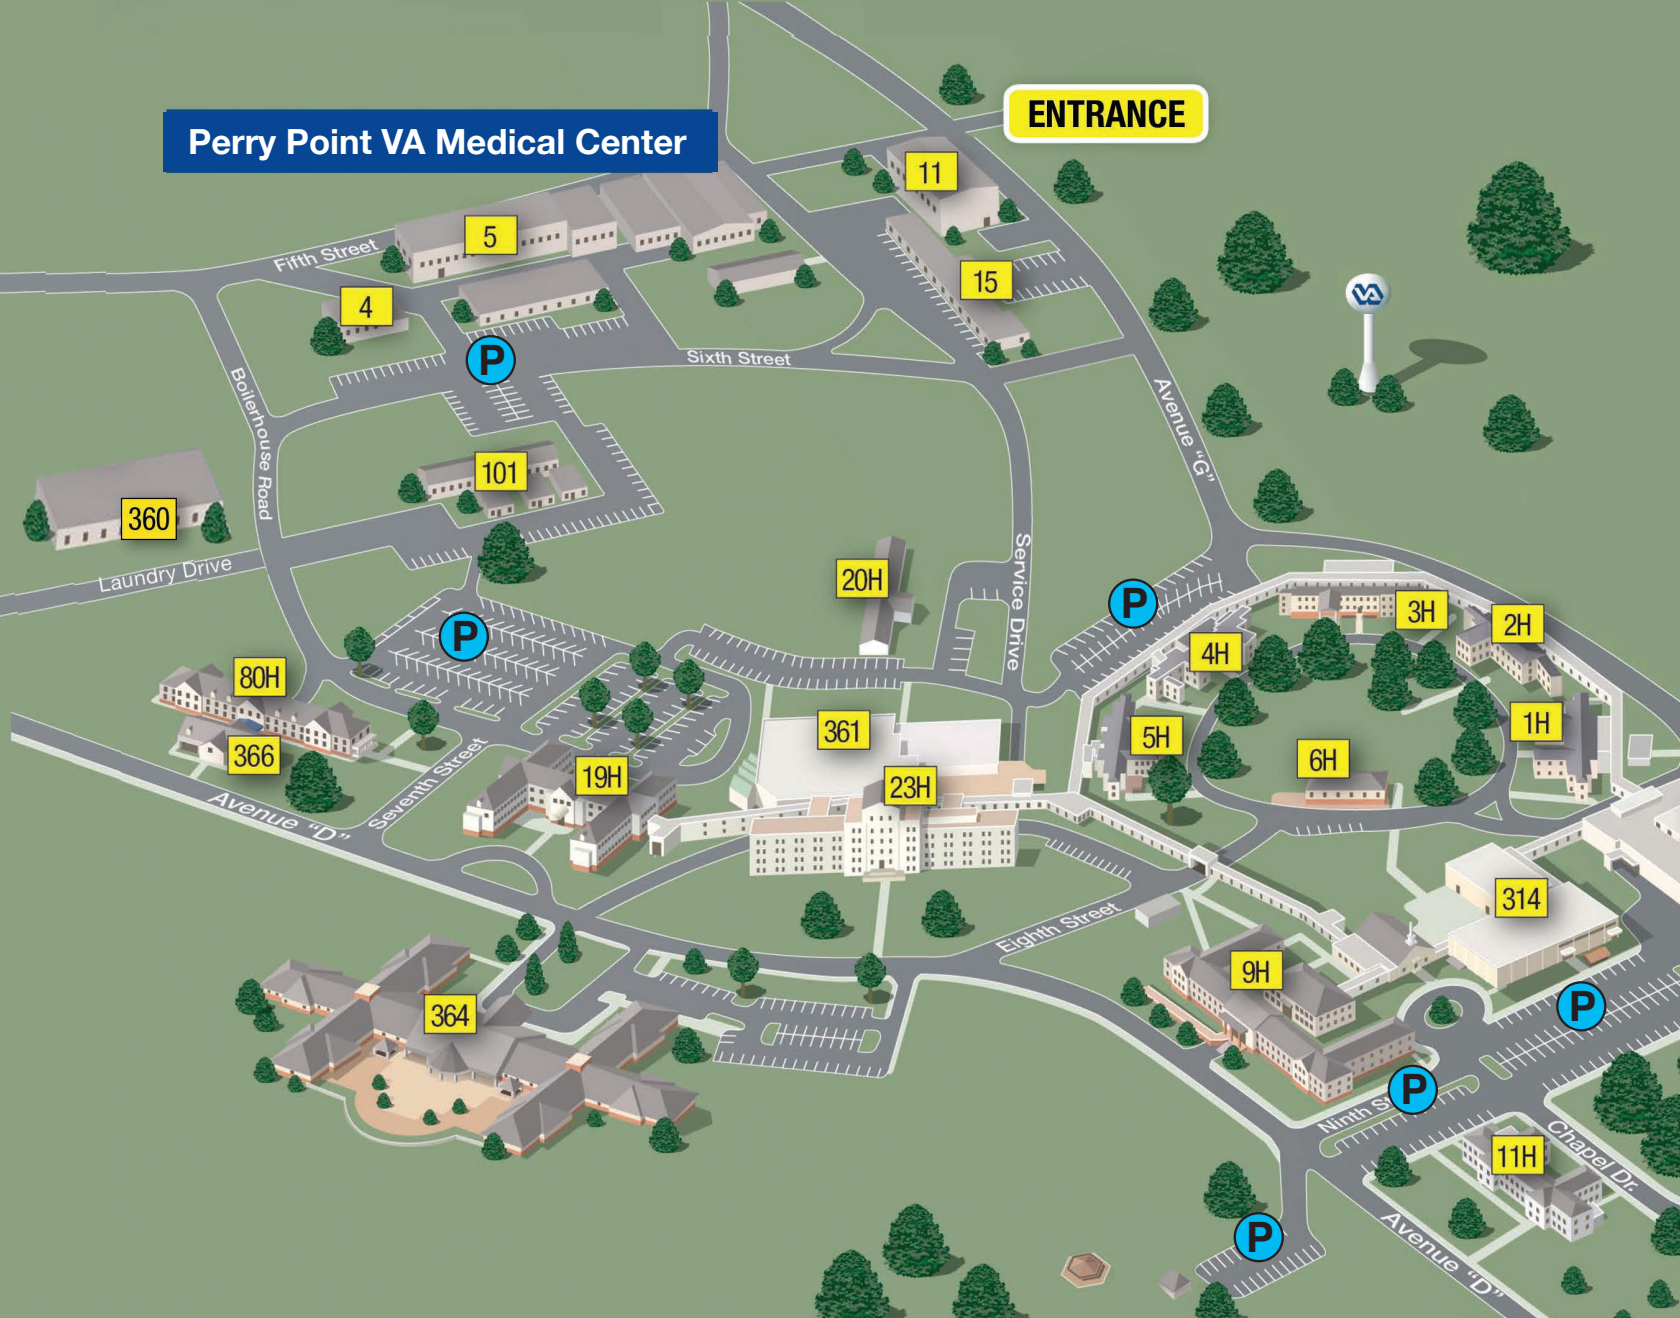 ENTRANCE
Perry Point VA Medical Center
11
5
Fifth Street
15
4
VA
P
Sixth Street
Boilerhouse Road
Avenue "G"
101
360
Laundry Drive
20H
Service Drive
P
P
3H
2H
4H
80H
361
5H
1H
366
6H
19H
23H
Seventh Street
Avenue "D"
314
Eighth Street
9H
364
P
P
Ninth S
11H
Chapel Dr.
P
Avenue "D"